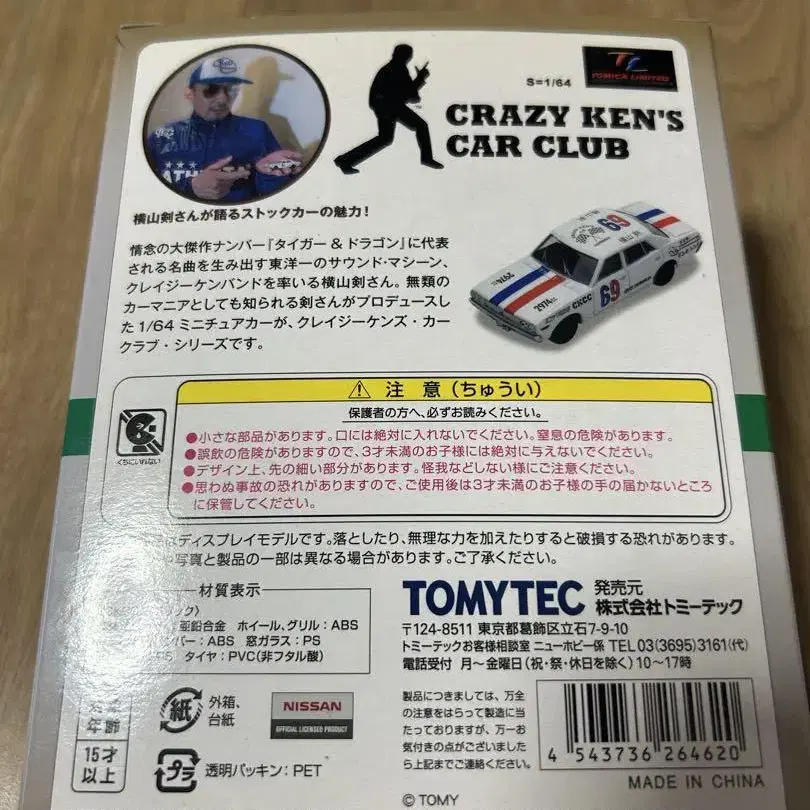 S=1/64
TOMICA LIMITED
CRAZY KEN'S
CAR CLUB
横山剣さんが語るストックカーの魅力!
情念の大傑作ナンバー『タイガー & ドラゴン』に代表
される名曲を生み出す東洋一のサウンド・マシーン、
クレイジーケンバンドを率いる横山剣さん。無類の
カーマニアとしても知られる剣さんがプロデュースし
た 1/64 ミニチュアカーが、クレイジーケンズ・カー
クラブ・シリーズです。
69
CKCC
69
2974cc
注 意(ちゅうい)
保護者の方へ、必ずお読みください。
くちにいれない
●小さな部品があります。口には絶対に入れないでください。窒息の危険があります。
●誤飲の危険がありますので、3才未満のお子様には絶対に与えないでください。
●デザイン上、先の細い部分があります。怪我などしない様にご注意ください。
●思わぬ事故の恐れがありますので、ご使用後は3才未満のお子様の手の届かないところ
に保管してください。
はディスプレイモデルです。落としたり、無理な力を加えたりすると破損する恐れがあります。
写真と製品の一部は異なる場合があります。ご了承ください。
材質表示
亜鉛合金 ホイール、グリル:ABS
バー:ABS 窓ガラス:PS
タイヤ:PVC(非フタル酸)
TOMYTEC
発売元
株式会社トミーテック
〒124-8511 東京都葛飾区立石7-9-10
トミーテックお客様相談室 ニューホビー係 TEL 03(3695)3161(代)
電話受付 月〜金曜日(祝・祭・休日を除く)10〜17時
年齢
15才
以上
紙
外箱、
台紙
NISSAN
OFFICIAL LICENSED PRODUCT
プラ
透明パッキン:PET
製品につきましては、万全
の注意をはらって製造に当
たっておりますが、万一お
気付きの点がございました
ら上記までご連絡ください。
4 543736 264620
MADE IN CHINA
© TOMY